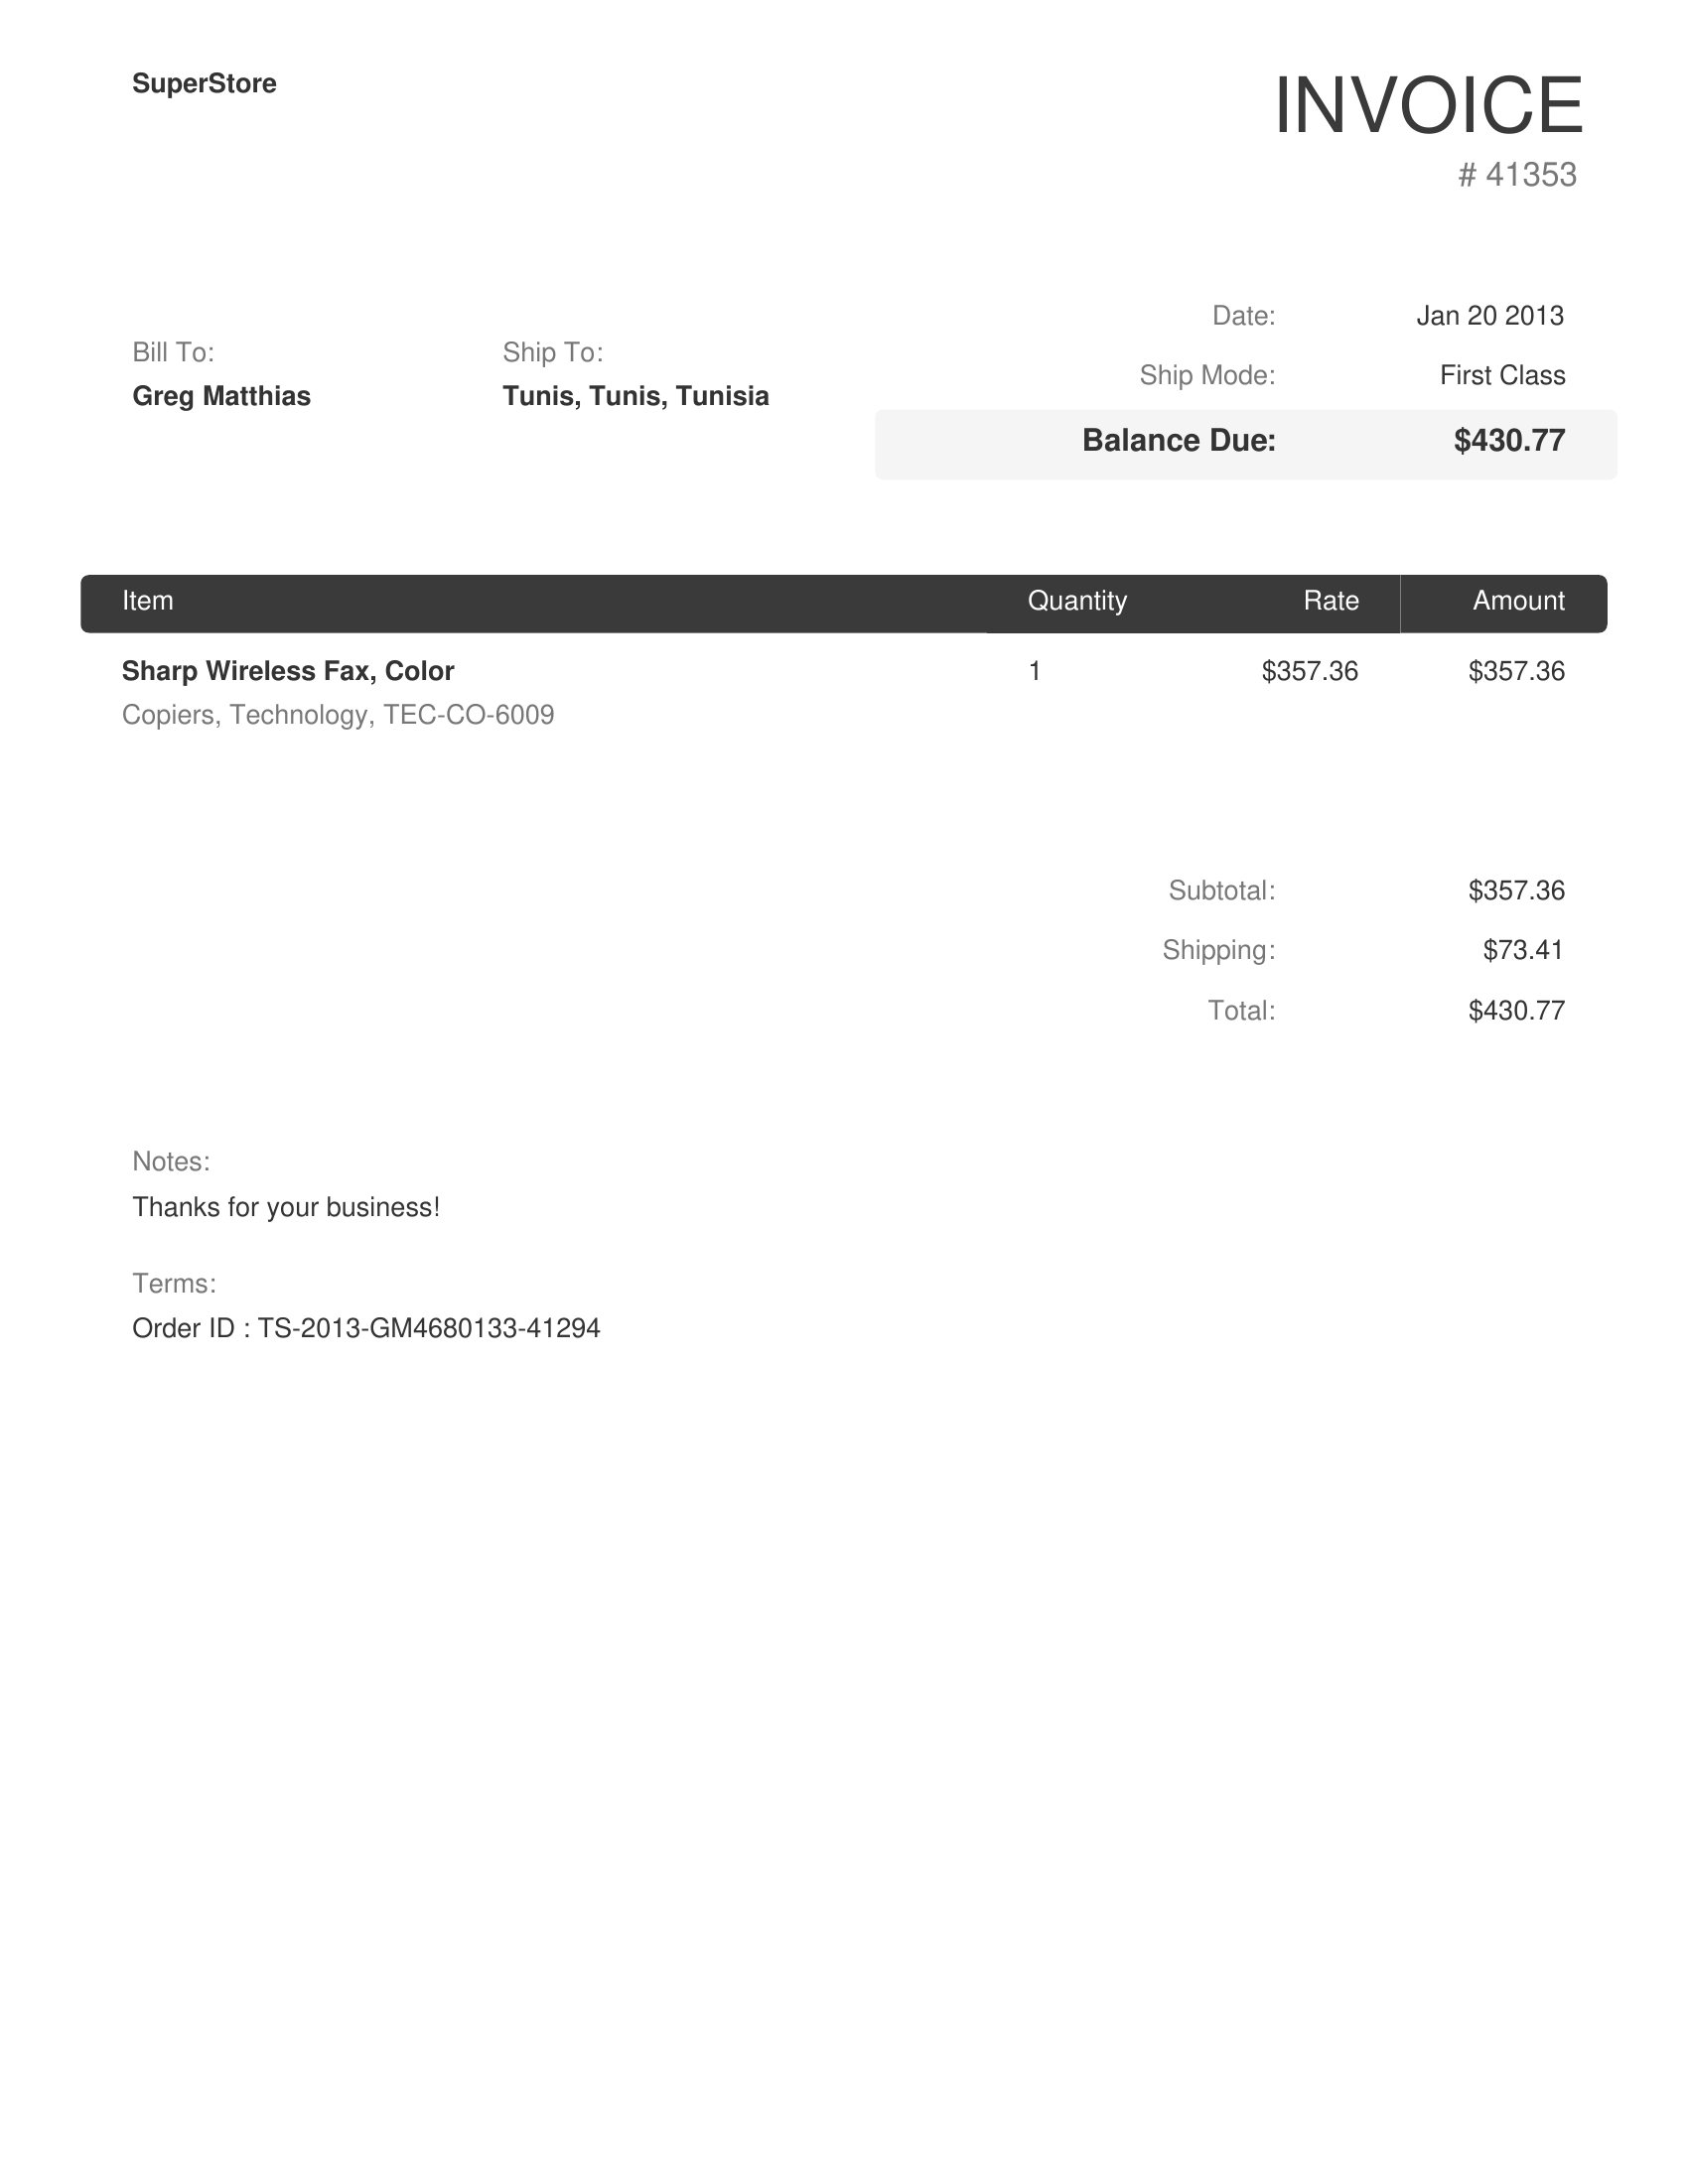 SuperStore
INVOICE
# 41353
Date: Jan 20 2013
Ship Mode: First Class
Balance Due: $430.77
Bill To:
Greg Matthias
Ship To:
Tunis, Tunis, Tunisia
Item Quantity Rate Amount
Sharp Wireless Fax, Color 1 $357.36 $357.36
Copiers, Technology, TEC-CO-6009
Subtotal: $357.36
Shipping: $73.41
Total: $430.77
Notes:
Thanks for your business!
Terms:
Order ID : TS-2013-GM4680133-41294